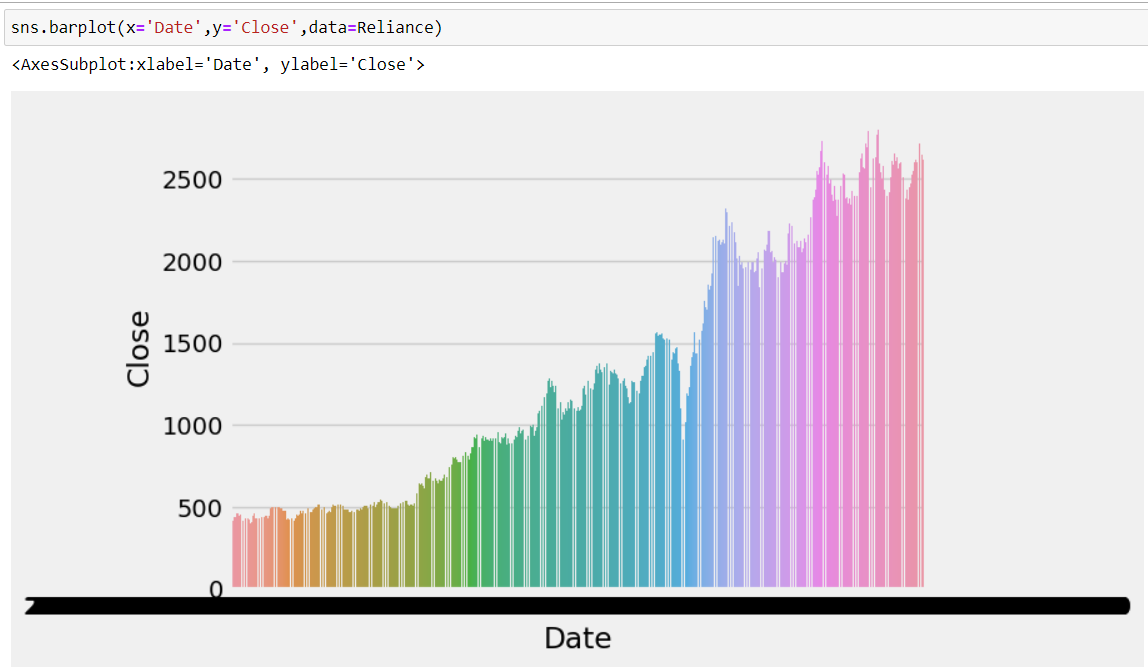 sns.barplot(x='Date',y='Close',data=Reliance)
<AxesSubplot:xlabel='Date', ylabel='Close'>
2500
2000
1500
1000
500
0
Close
Date